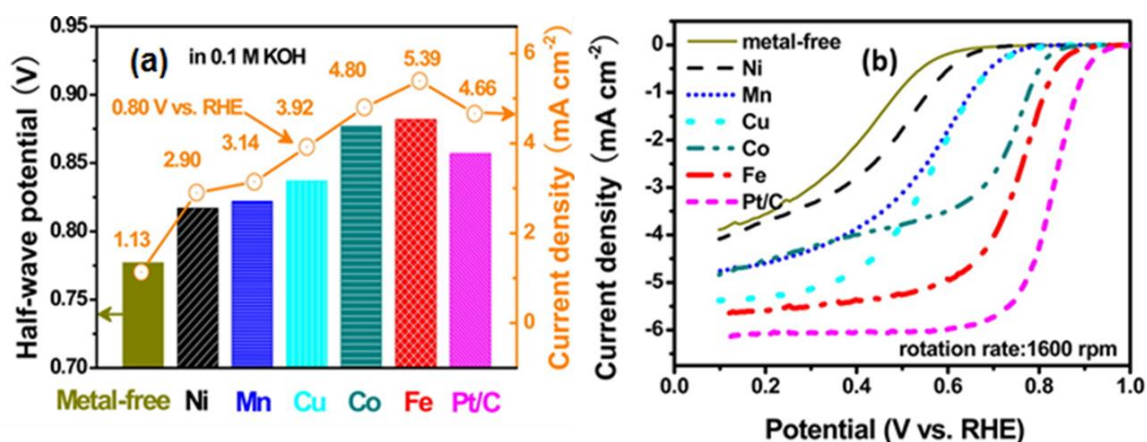 (a) in 0.1 M KOH
0.80 V vs. RHE
1.13
2.90
3.14
3.92
4.80
5.39
4.66
Half-wave potential (V)
0.95
0.90
0.85
0.80
0.75
0.70
Current density (mA cm-2)
6
4
2
0
Metal-free Ni Mn Cu Co Fe Pt/C
(b)
metal-free
Ni
Mn
Cu
Co
Fe
Pt/C
rotation rate:1600 rpm
Current density (mA cm-2)
0
-1
-2
-3
-4
-5
-6
0.0 0.2 0.4 0.6 0.8 1.0
Potential (V vs. RHE)